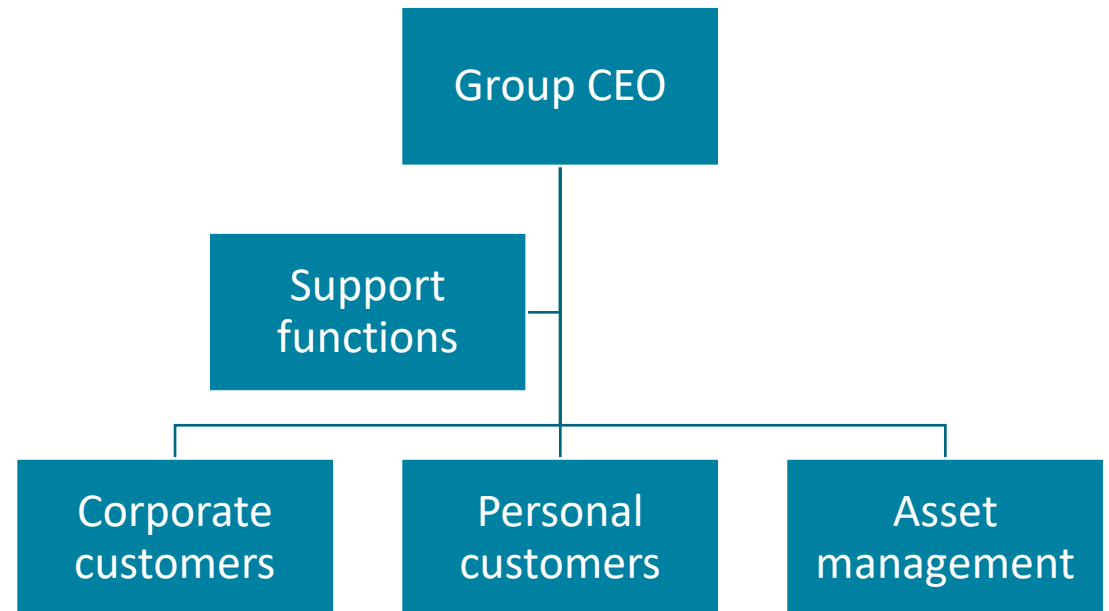 Group CEO
Support
functions
Corporate
customers
Personal
customers
Asset
management